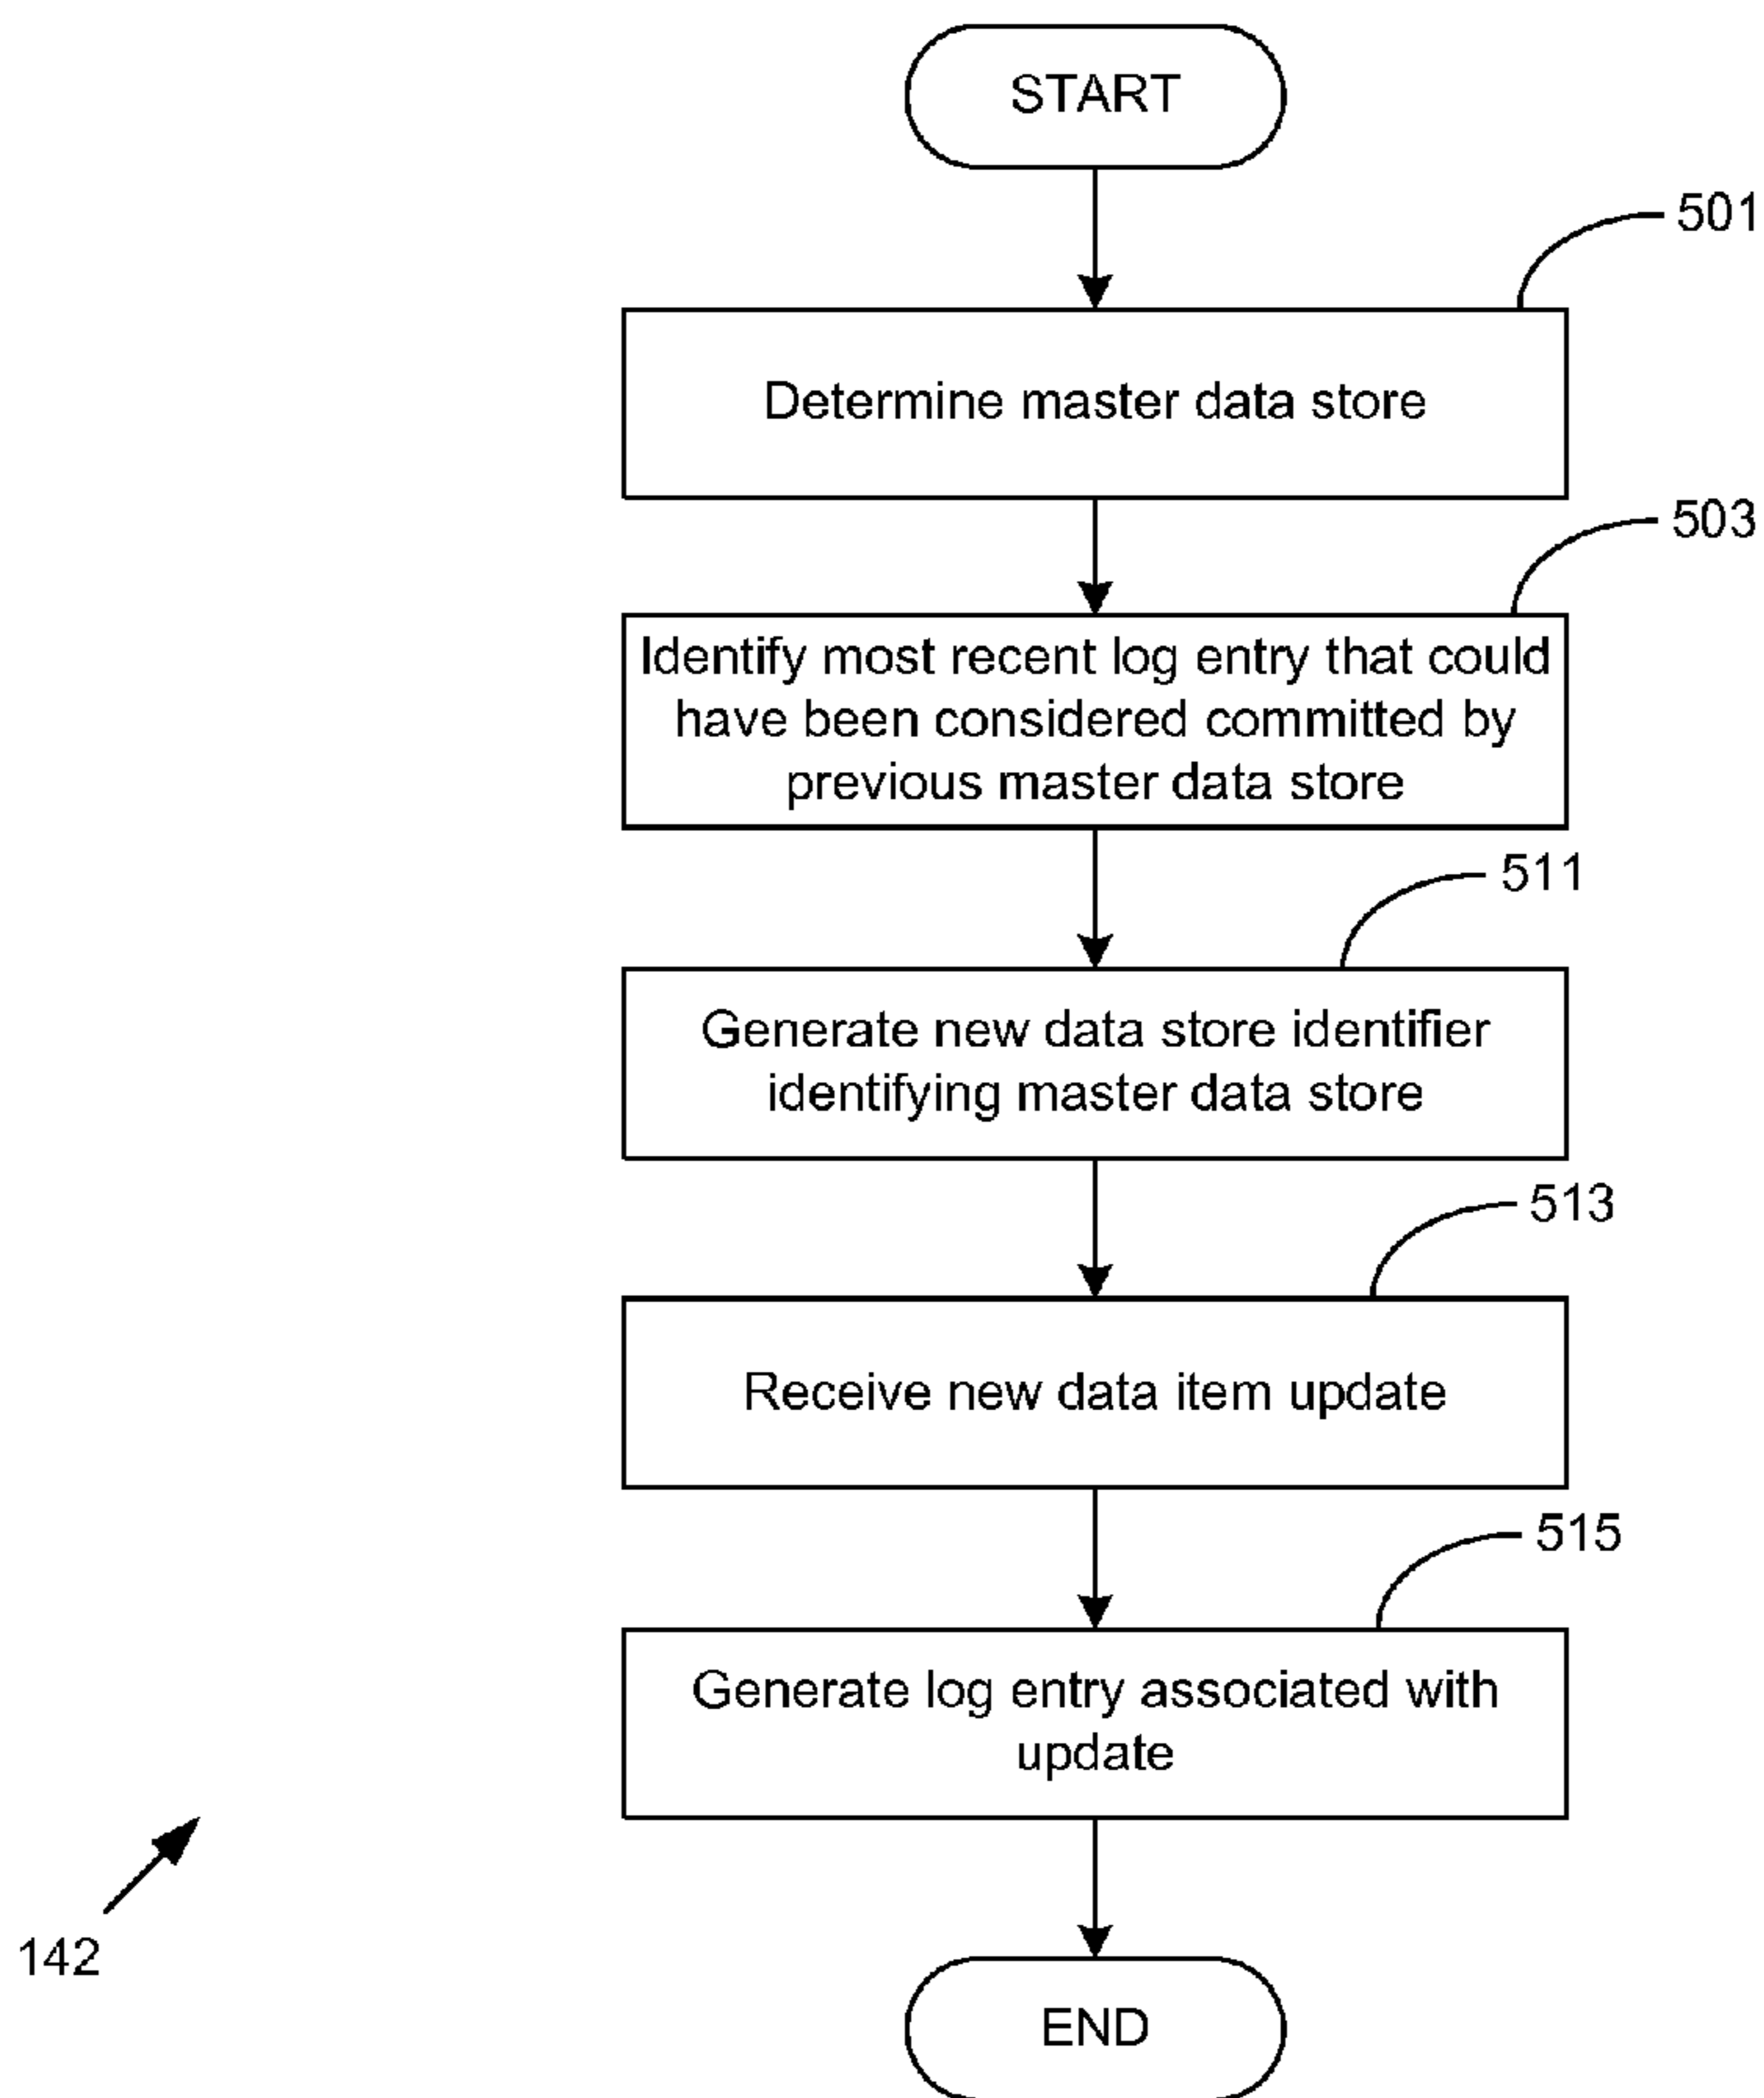 START
501
Determine master data store
503
Identify most recent log entry that could
have been considered committed by
previous master data store
511
Generate new data store identifier
identifying master data store
513
Receive new data item update
515
Generate log entry associated with
update
142
END